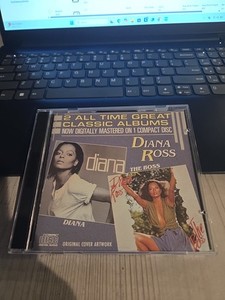 2 ALL TIME GREAT
CLASSIC ALBUMS
NOW DIGITALLY MASTERED ON 1 COMPACT DISC
DIANA
ROSS
diana
THE BOSS
DIANA
ORIGINAL COVER ARTWORK